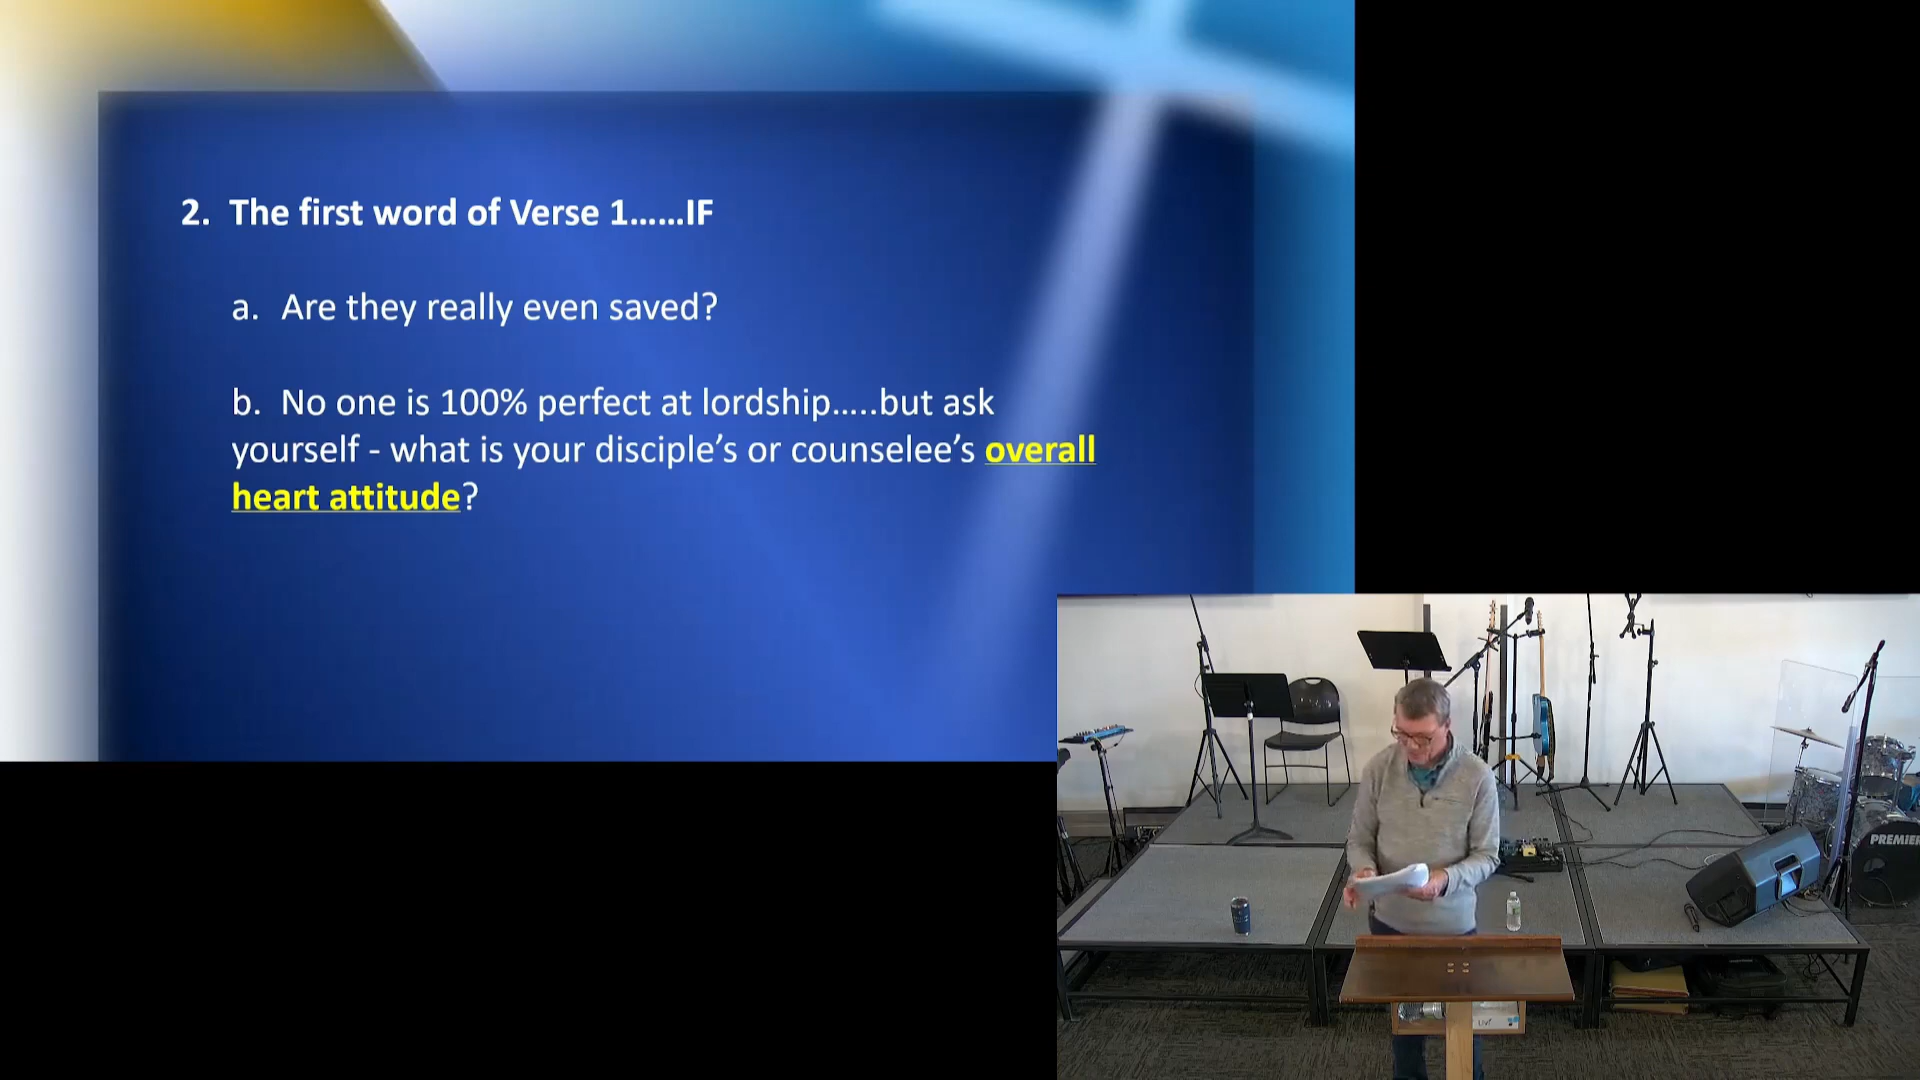 2. The first word of Verse 1......IF
a. Are they really even saved?
b. No one is 100% perfect at lordship.....but ask
yourself - what is your disciple’s or counselee’s overall
heart attitude?
PREMIER